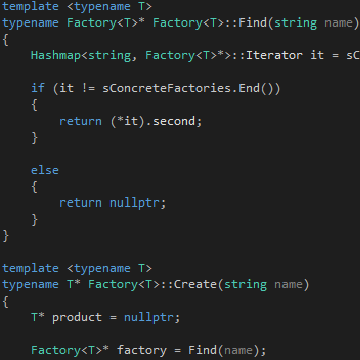 template <typename T>
typename Factory<T>* Factory<T>::Find(string name)
{
    Hashmap<string, Factory<T>*>::Iterator it = sC

    if (it != sConcreteFactories.End())
    {
        return (*it).second;
    }

    else
    {
        return nullptr;
    }
}

template <typename T>
typename T* Factory<T>::Create(string name)
{
    T* product = nullptr;

    Factory<T>* factory = Find(name);